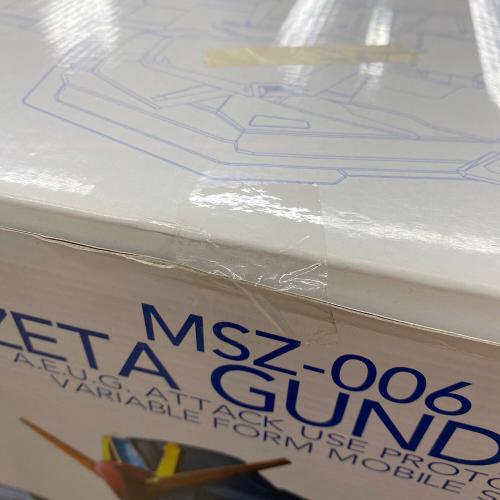 MSZ-006
ZETA GUND
A.E.U.G. ATTACK USE PROTO
VARIABLE FORM MOBILE S